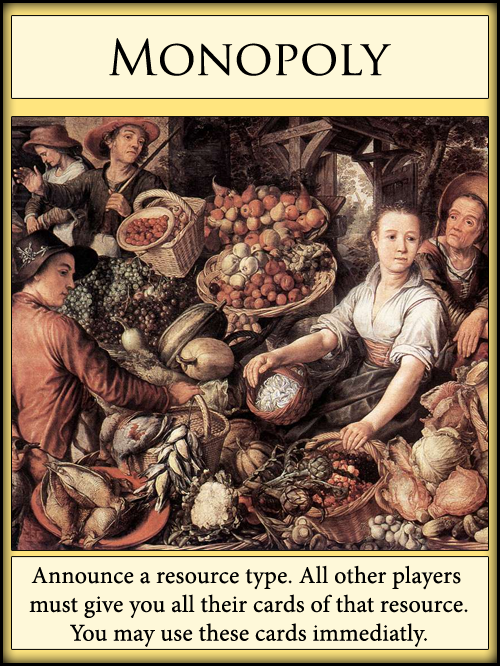 Monopoly
Announce a resource type. All other players
must give you all their cards of that resource.
You may use these cards immediatly.